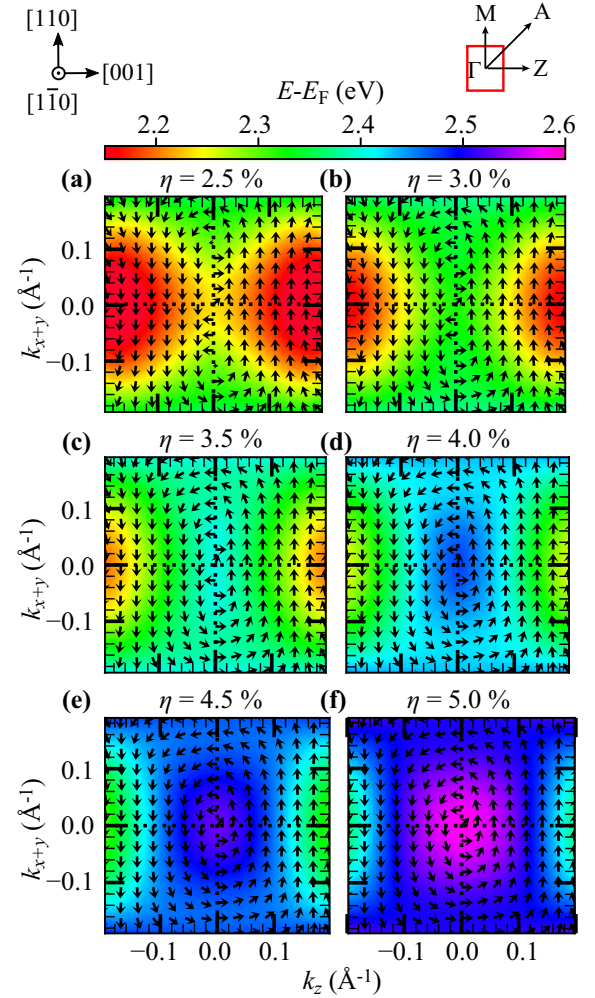 [110]
[001]
[1̄10]
M
A
Γ
Z
E-E_F (eV)
2.2 2.3 2.4 2.5 2.6
(a) η = 2.5 % (b) η = 3.0 %
k_{x+y} (Å⁻¹)
0.1
0.0
−0.1
(c) η = 3.5 % (d) η = 4.0 %
k_{x+y} (Å⁻¹)
0.1
0.0
−0.1
(e) η = 4.5 % (f) η = 5.0 %
k_{x+y} (Å⁻¹)
0.1
0.0
−0.1
−0.1 0.0 0.1 −0.1 0.0 0.1
k_z (Å⁻¹)